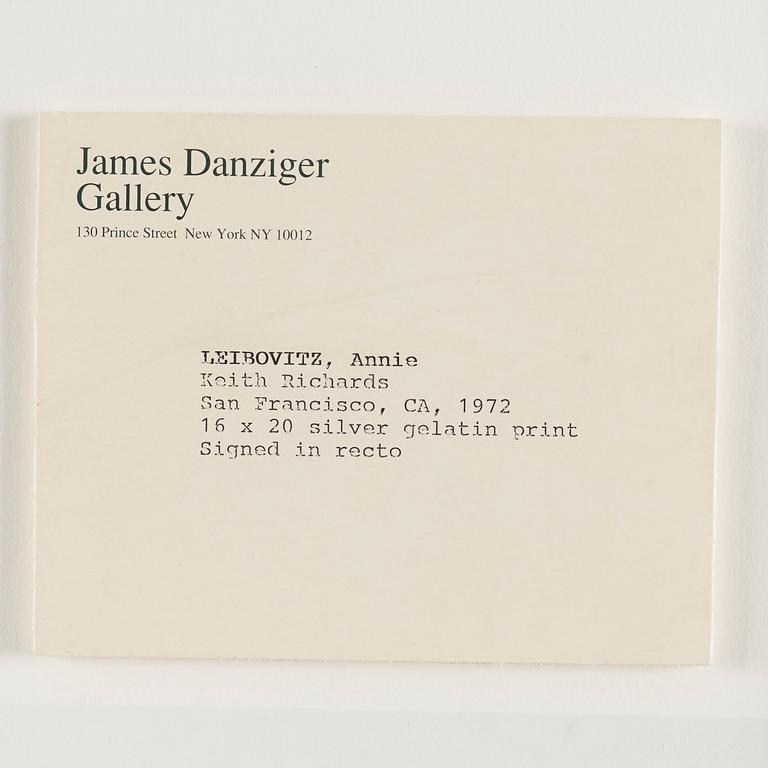 James Danziger
Gallery
130 Prince Street New York NY 10012
LEIBOVITZ, Annie
Keith Richards
San Francisco, CA, 1972
16 x 20 silver gelatin print
Signed in recto